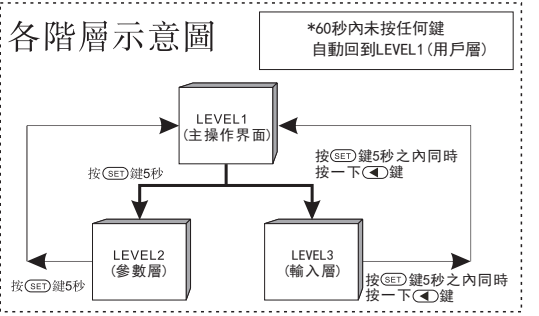 各階層示意圖
*60秒內未按任何鍵
自動回到LEVEL1(用戶層)
LEVEL1
(主操作界面)
按SET鍵5秒
按SET鍵5秒之內同時
按一下◀鍵
LEVEL2
(參數層)
LEVEL3
(輸入層)
按SET鍵5秒
按SET鍵5秒之內同時
按一下◀鍵